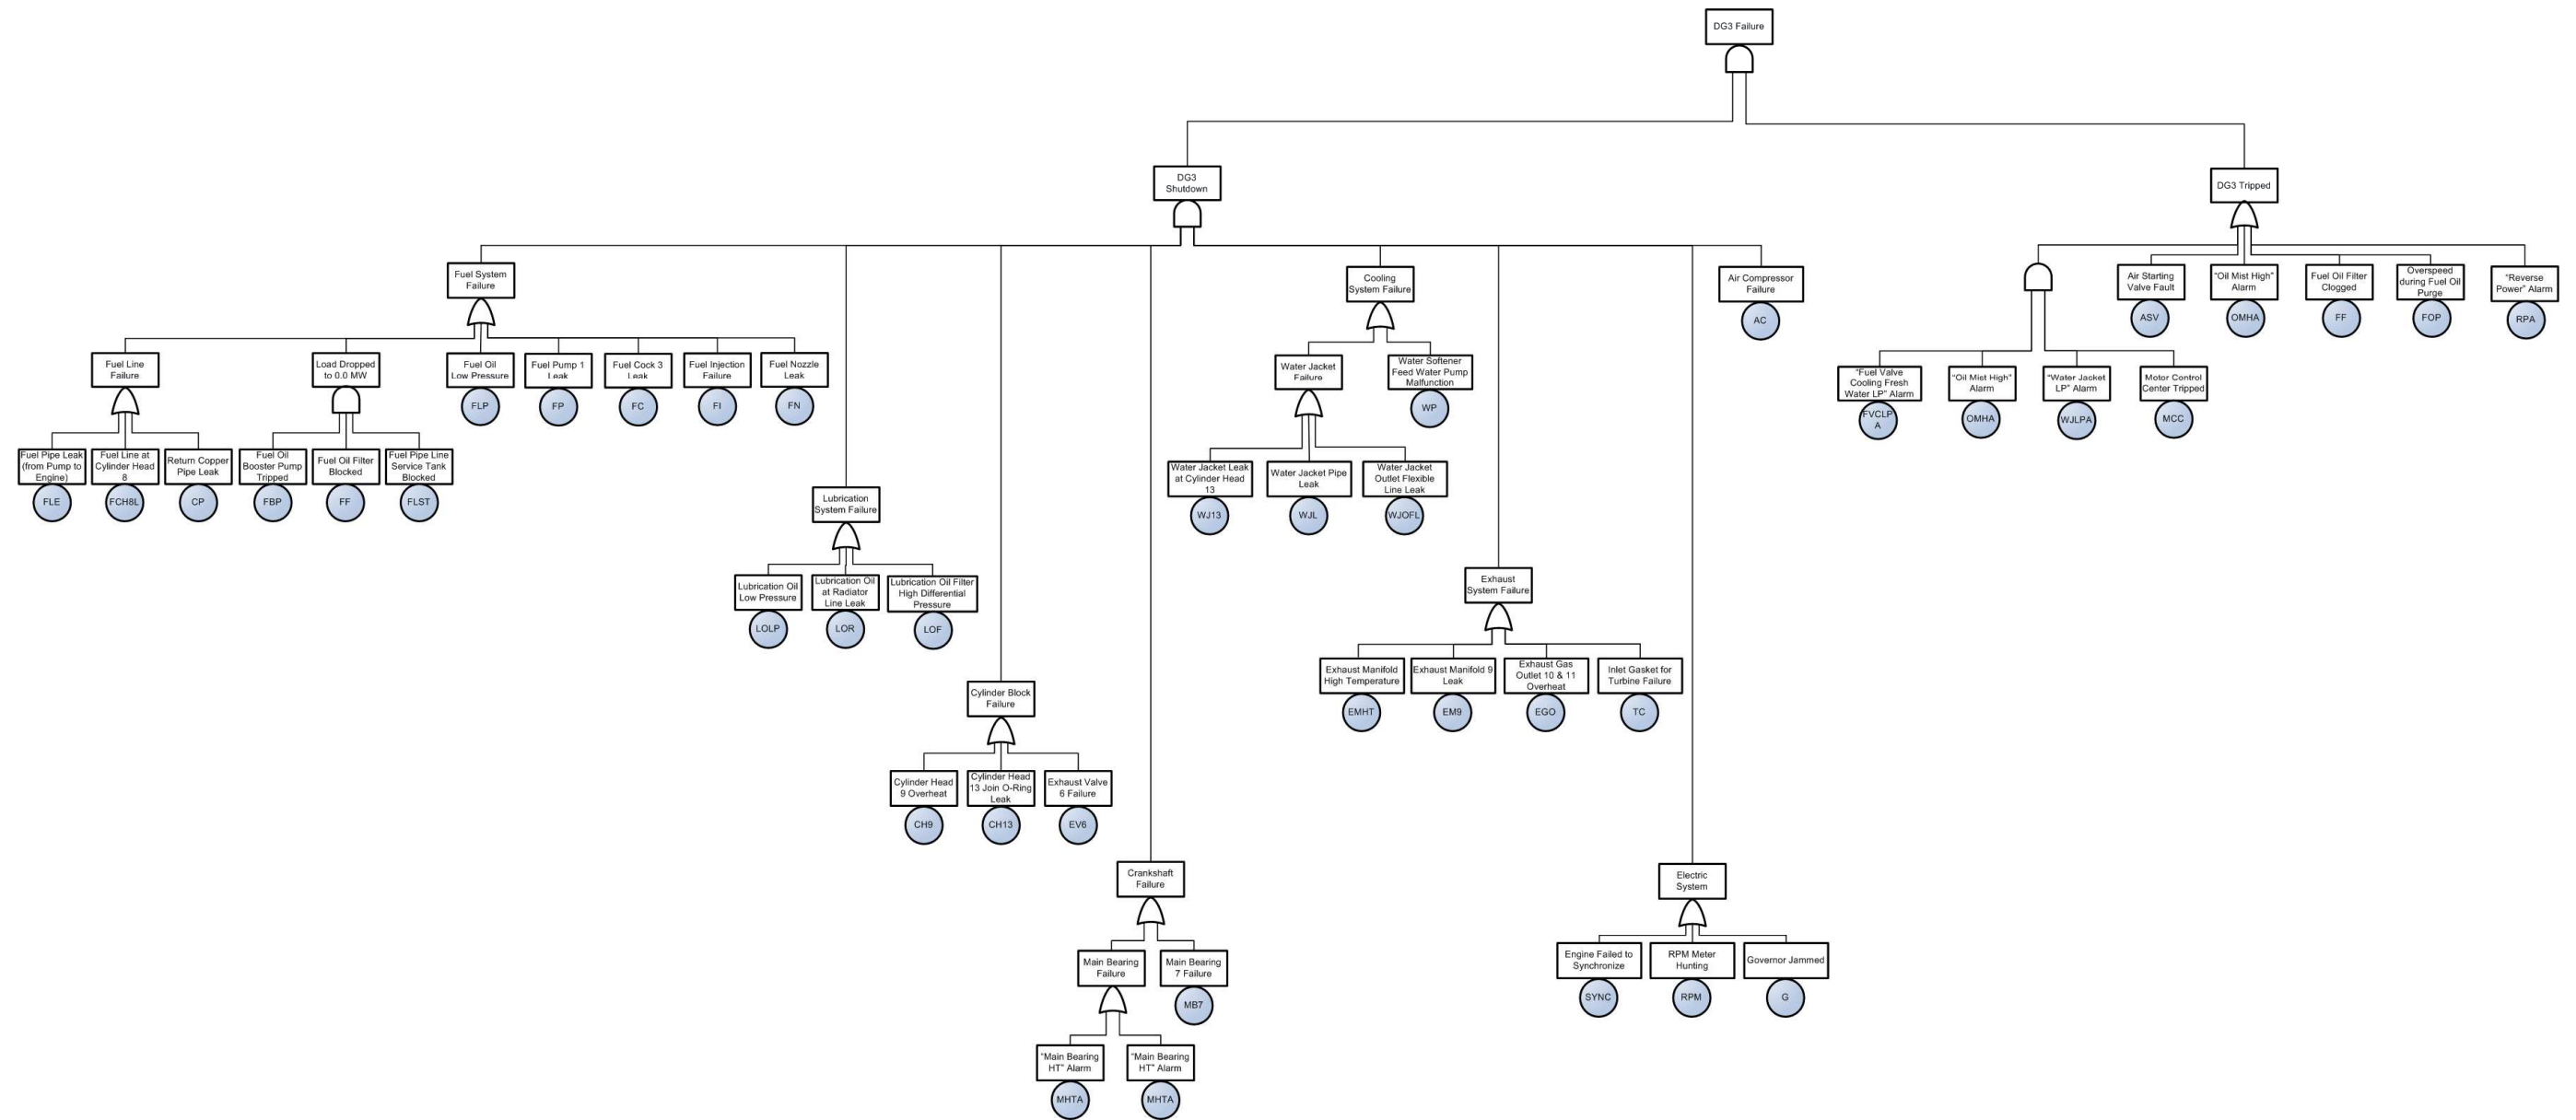 DG3 Failure
DG3
Shutdown
DG3 Tripped
Fuel System
Failure
Cooling
System Failure
Air Compressor
Failure
AC
Air Starting
Valve Fault
ASV
"Oil Mist High"
Alarm
OMHA
Fuel Oil Filter
Clogged
FF
Overspeed
during Fuel Oil
Purge
FOP
"Reverse
Power" Alarm
RPA
Fuel Line
Failure
Load Dropped
to 0.0 MW
Fuel Oil
Low Pressure
FLP
Fuel Pump 1
Leak
FP
Fuel Cock 3
Leak
FC
Fuel Injection
Failure
FI
Fuel Nozzle
Leak
FN
Water Jacket
Failure
Water Softener
Feed Water Pump
Malfunction
WP
"Fuel Valve
Cooling Fresh
Water LP" Alarm
FVCLP
A
"Oil Mist High"
Alarm
OMHA
"Water Jacket
LP" Alarm
WJLPA
Motor Control
Center Tripped
MCC
Fuel Pipe Leak
(from Pump to
Engine)
FLE
Fuel Line at
Cylinder Head
8
FCH8L
Return Copper
Pipe Leak
CP
Fuel Oil
Booster Pump
Tripped
FBP
Fuel Oil Filter
Blocked
FF
Fuel Pipe Line
Service Tank
Blocked
FLST
Water Jacket Leak
at Cylinder Head
13
WJ13
Water Jacket Pipe
Leak
WJL
Water Jacket
Outlet Flexible
Line Leak
WJOFL
Lubrication
System Failure
Lubrication Oil
Low Pressure
LOLP
Lubrication Oil
at Radiator
Line Leak
LOR
Lubrication Oil Filter
High Differential
Pressure
LOF
Exhaust
System Failure
Exhaust Manifold
High Temperature
EMHT
Exhaust Manifold 9
Leak
EM9
Exhaust Gas
Outlet 10 & 11
Overheat
EGO
Inlet Gasket for
Turbine Failure
TC
Cylinder Block
Failure
Cylinder Head
9 Overheat
CH9
Cylinder Head
13 Join O-Ring
Leak
CH13
Exhaust Valve
6 Failure
EV6
Crankshaft
Failure
Electric
System
Main Bearing
Failure
Main Bearing
7 Failure
MB7
Engine Failed to
Synchronize
SYNC
RPM Meter
Hunting
RPM
Governor Jammed
G
"Main Bearing
HT" Alarm
MHTA
"Main Bearing
HT" Alarm
MHTA